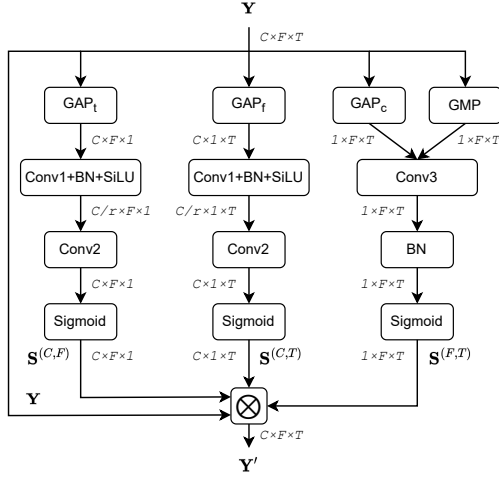 Y
C×F×T
GAPt GAPf GAPc GMP
C×F×1 C×1×T 1×F×T 1×F×T
Conv1+BN+SiLU Conv1+BN+SiLU Conv3
C/r×F×1 C/r×1×T 1×F×T
Conv2 Conv2 BN
C×F×1 C×1×T 1×F×T
Sigmoid Sigmoid Sigmoid
S(C,F) C×F×1 C×1×T S(C,T) 1×F×T S(F,T)
Y
C×F×T
Y′